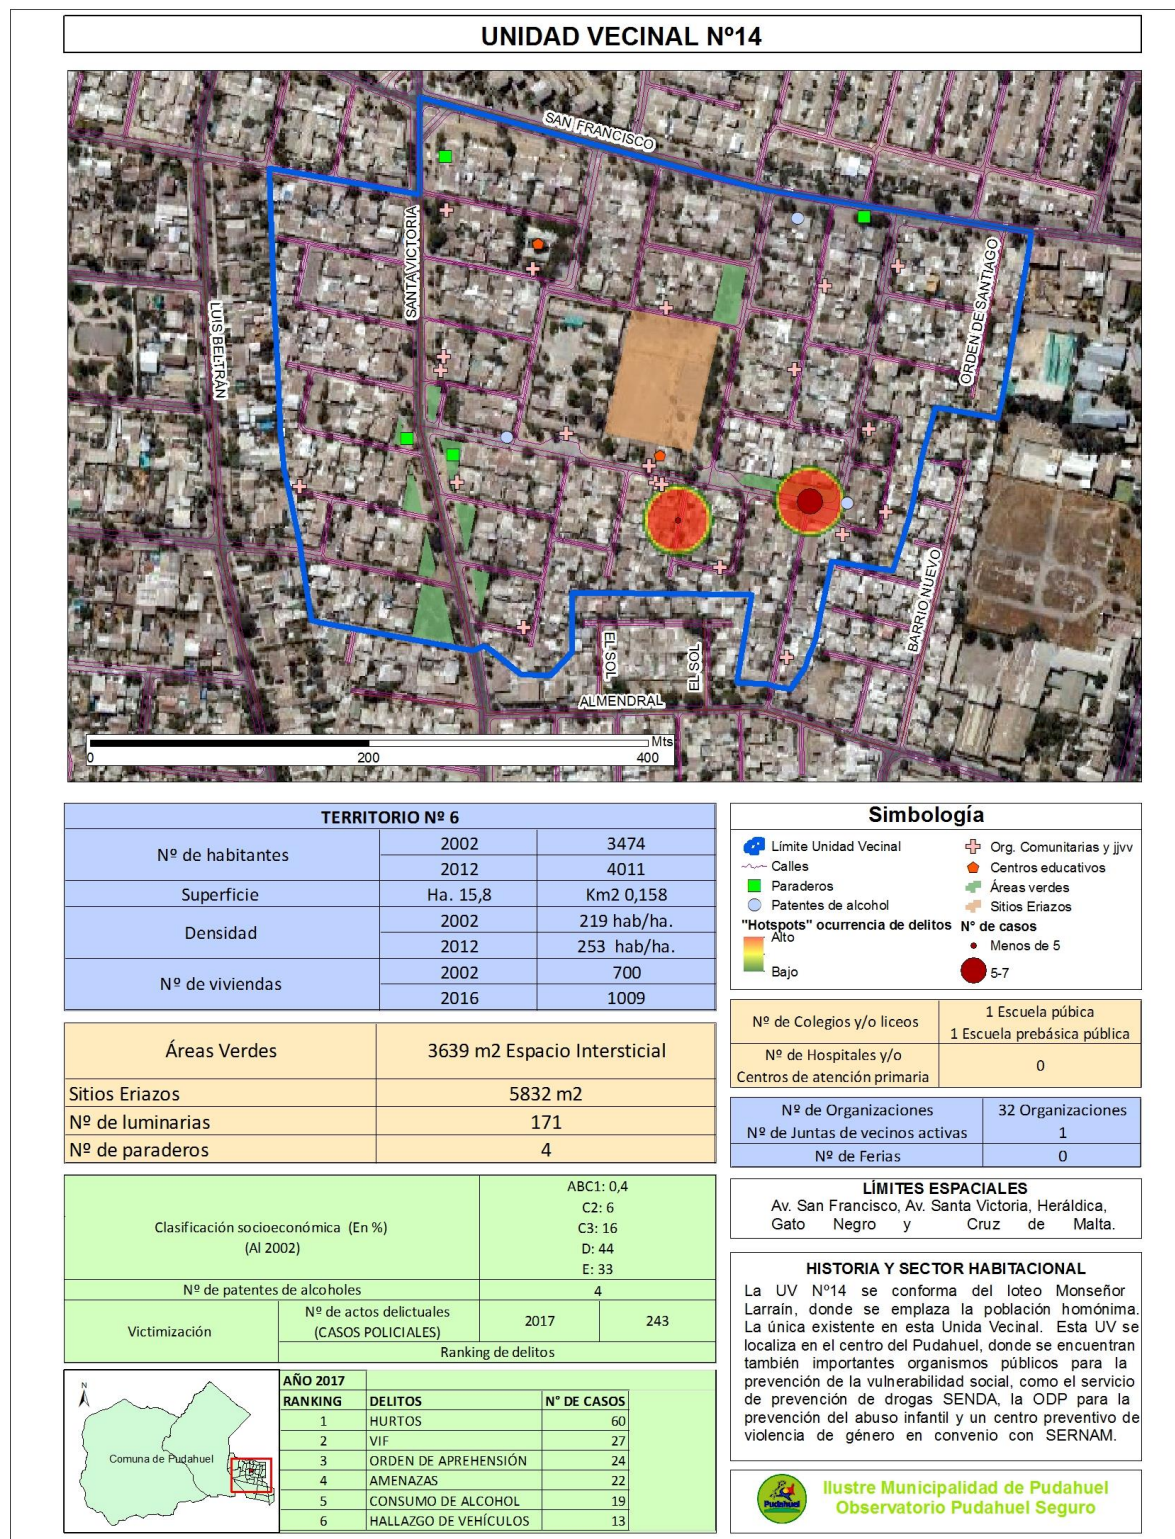 UNIDAD VECINAL Nº14
SAN FRANCISCO
SANTA VICTORIA
LUIS BELTRÁN
ORDEN DE SANTIAGO
BARRIO NUEVO
EL SOL
EL SOL
ALMENDRAL
0 200 400 Mts
TERRITORIO Nº 6
Nº de habitantes
2002 3474
2012 4011
Superficie Ha. 15,8 Km2 0,158
Densidad
2002 219 hab/ha.
2012 253 hab/ha.
Nº de viviendas
2002 700
2016 1009
Áreas Verdes 3639 m2 Espacio Intersticial
Sitios Eriazos 5832 m2
Nº de luminarias 171
Nº de paraderos 4
Clasificación socioeconómica (En %)
(Al 2002)
ABC1: 0,4
C2: 6
C3: 16
D: 44
E: 33
Nº de patentes de alcoholes 4
Victimización
Nº de actos delictuales
(CASOS POLICIALES)
2017 243
Ranking de delitos
N
Comuna de Pudahuel
AÑO 2017
RANKING DELITOS N° DE CASOS
1 HURTOS 60
2 VIF 27
3 ORDEN DE APREHENSIÓN 24
4 AMENAZAS 22
5 CONSUMO DE ALCOHOL 19
6 HALLAZGO DE VEHÍCULOS 13
Simbología
Límite Unidad Vecinal
Calles
Paraderos
Patentes de alcohol
"Hotspots" ocurrencia de delitos
Alto
Bajo
Org. Comunitarias y jjvv
Centros educativos
Áreas verdes
Sitios Eriazos
N° de casos
Menos de 5
5-7
Nº de Colegios y/o liceos
1 Escuela púbica
1 Escuela prebásica pública
Nº de Hospitales y/o
Centros de atención primaria
0
Nº de Organizaciones 32 Organizaciones
Nº de Juntas de vecinos activas 1
Nº de Ferias 0
LÍMITES ESPACIALES
Av. San Francisco, Av. Santa Victoria, Heráldica,
Gato Negro y Cruz de Malta.
HISTORIA Y SECTOR HABITACIONAL
La UV Nº14 se conforma del loteo Monseñor
Larraín, donde se emplaza la población homónima.
La única existente en esta Unida Vecinal. Esta UV se
localiza en el centro del Pudahuel, donde se encuentran
también importantes organismos públicos para la
prevención de la vulnerabilidad social, como el servicio
de prevención de drogas SENDA, la ODP para la
prevención del abuso infantil y un centro preventivo de
violencia de género en convenio con SERNAM.
Pudahuel
Ilustre Municipalidad de Pudahuel
Observatorio Pudahuel Seguro